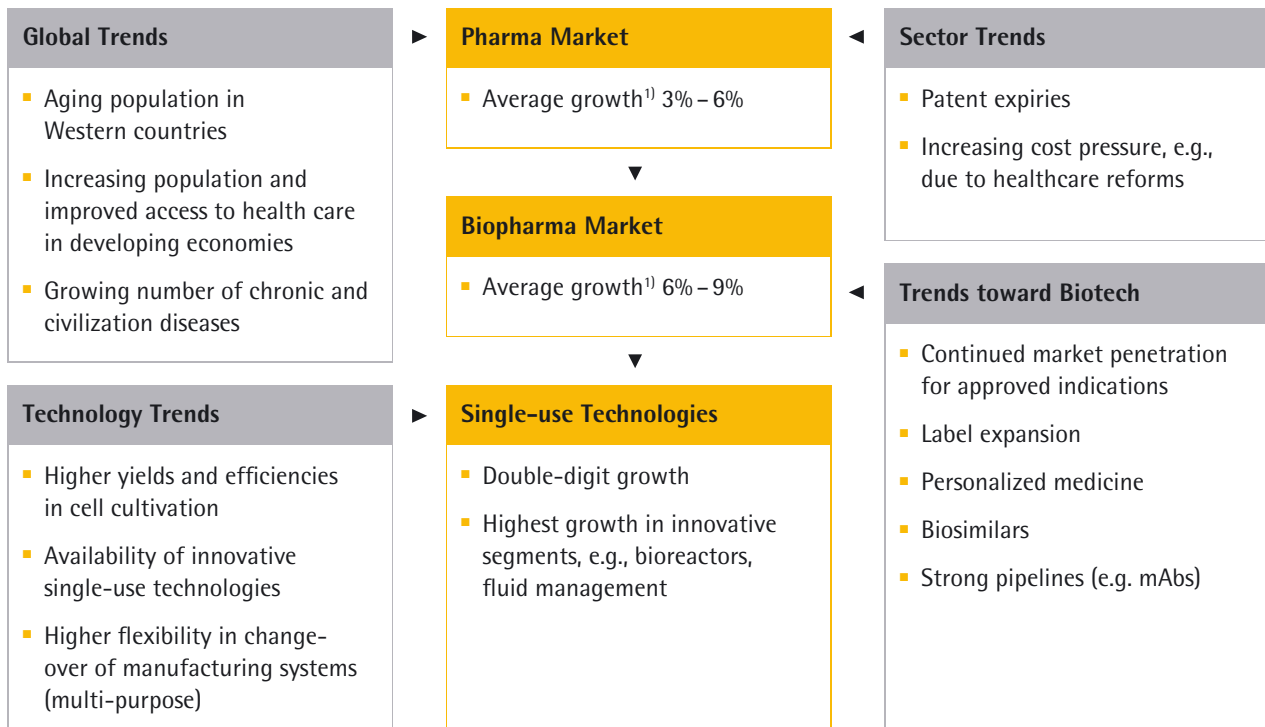 Global Trends
Aging population in
Western countries
Increasing population and
improved access to health care
in developing economies
Growing number of chronic and
civilization diseases
Technology Trends
Higher yields and efficiencies
in cell cultivation
Availability of innovative
single-use technologies
Higher flexibility in change-
over of manufacturing systems
(multi-purpose)
Pharma Market
Average growth1) 3% – 6%
Biopharma Market
Average growth1) 6% – 9%
Single-use Technologies
Double-digit growth
Highest growth in innovative
segments, e.g., bioreactors,
fluid management
Sector Trends
Patent expiries
Increasing cost pressure, e.g.,
due to healthcare reforms
Trends toward Biotech
Continued market penetration
for approved indications
Label expansion
Personalized medicine
Biosimilars
Strong pipelines (e.g. mAbs)